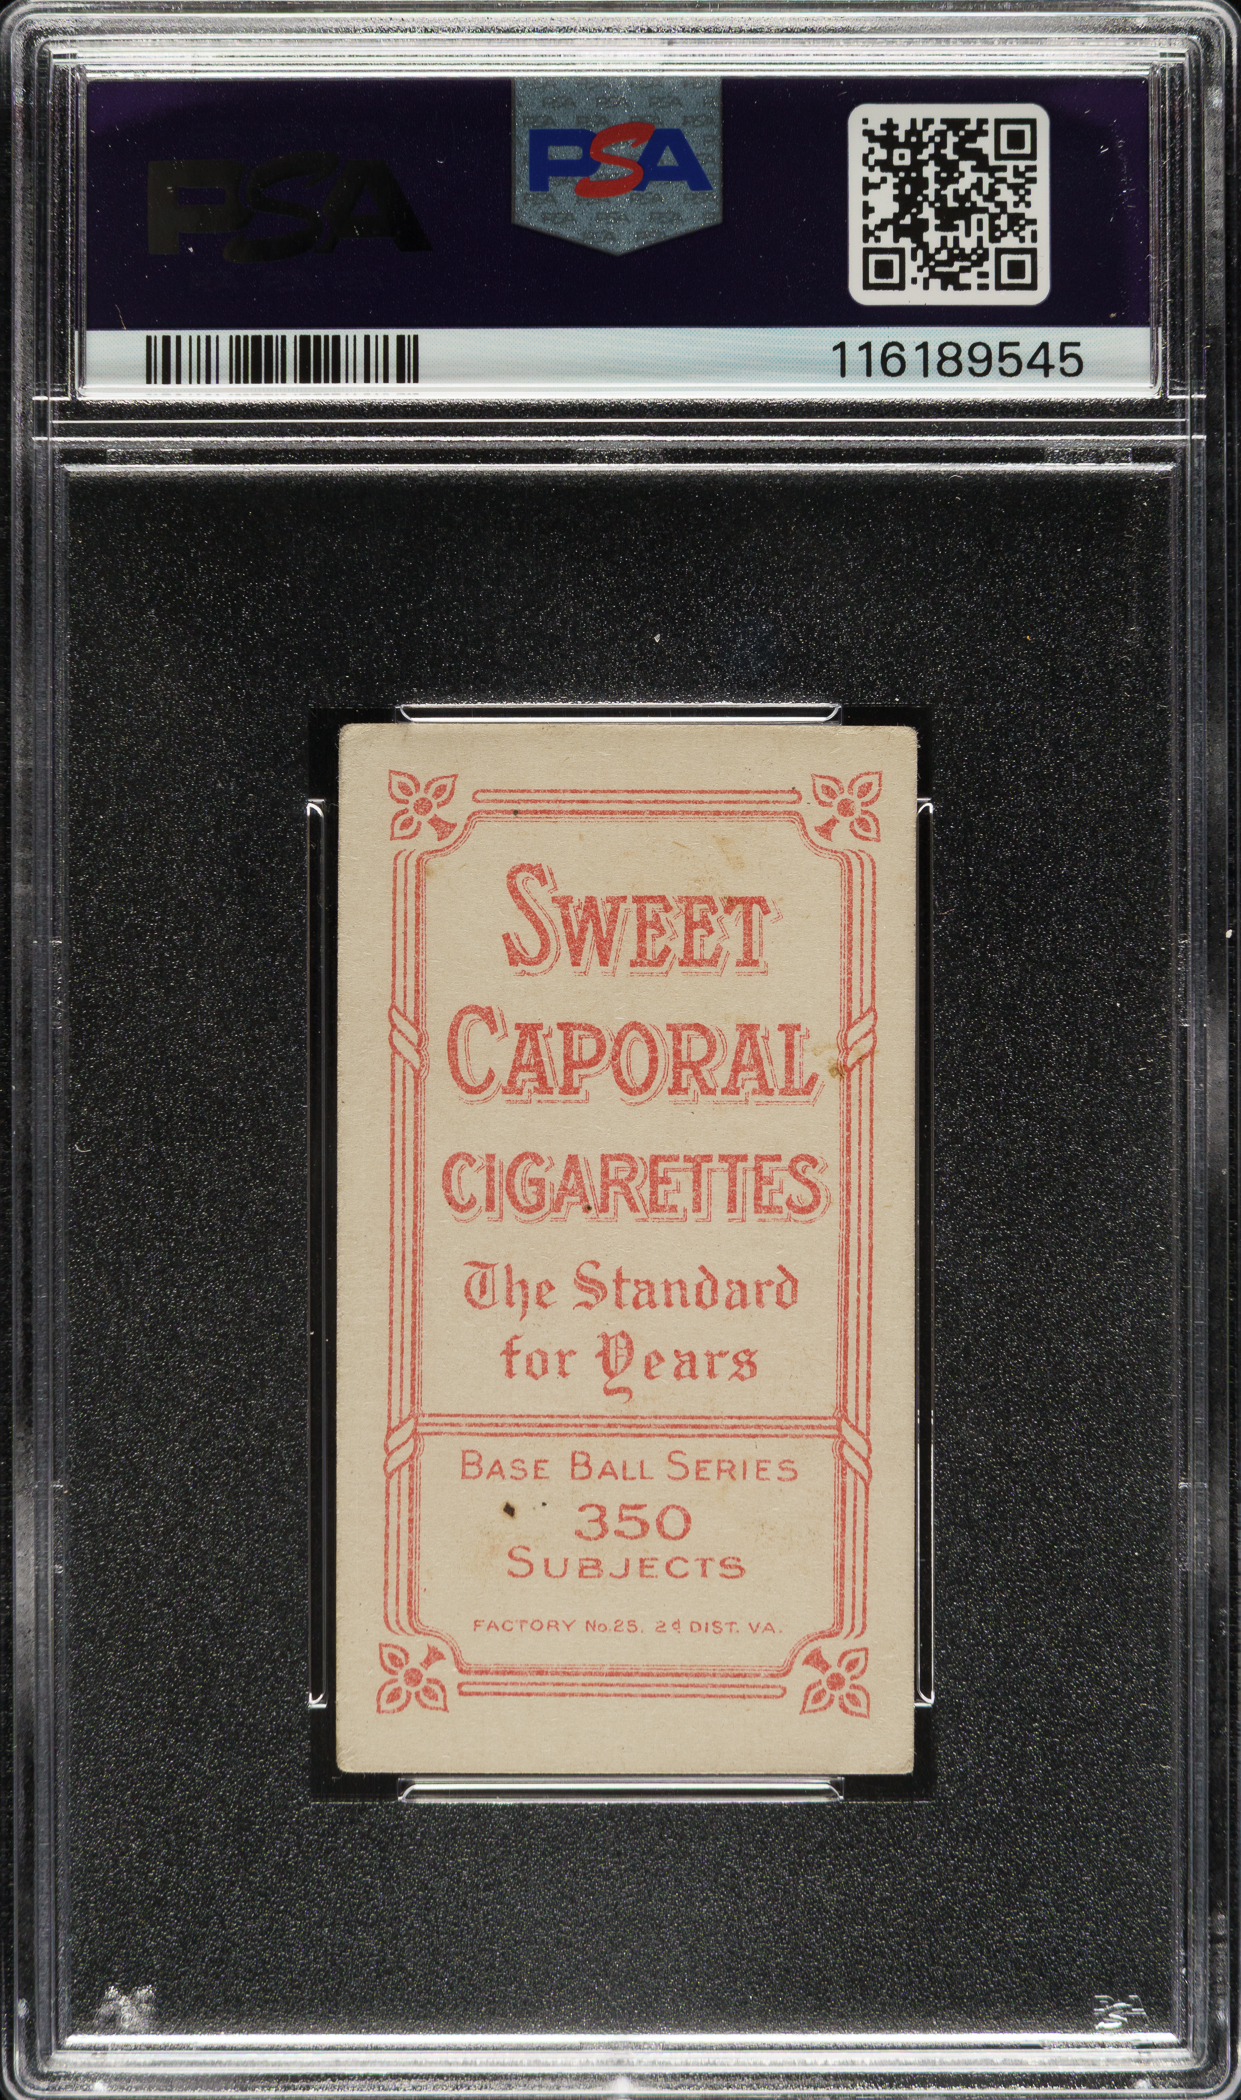 PSA
PSA
116189545
SWEET
CAPORAL
CIGARETTES
The Standard
for Years
BASE BALL SERIES
350
SUBJECTS
FACTORY No. 25, 2d DIST. VA.
PSA